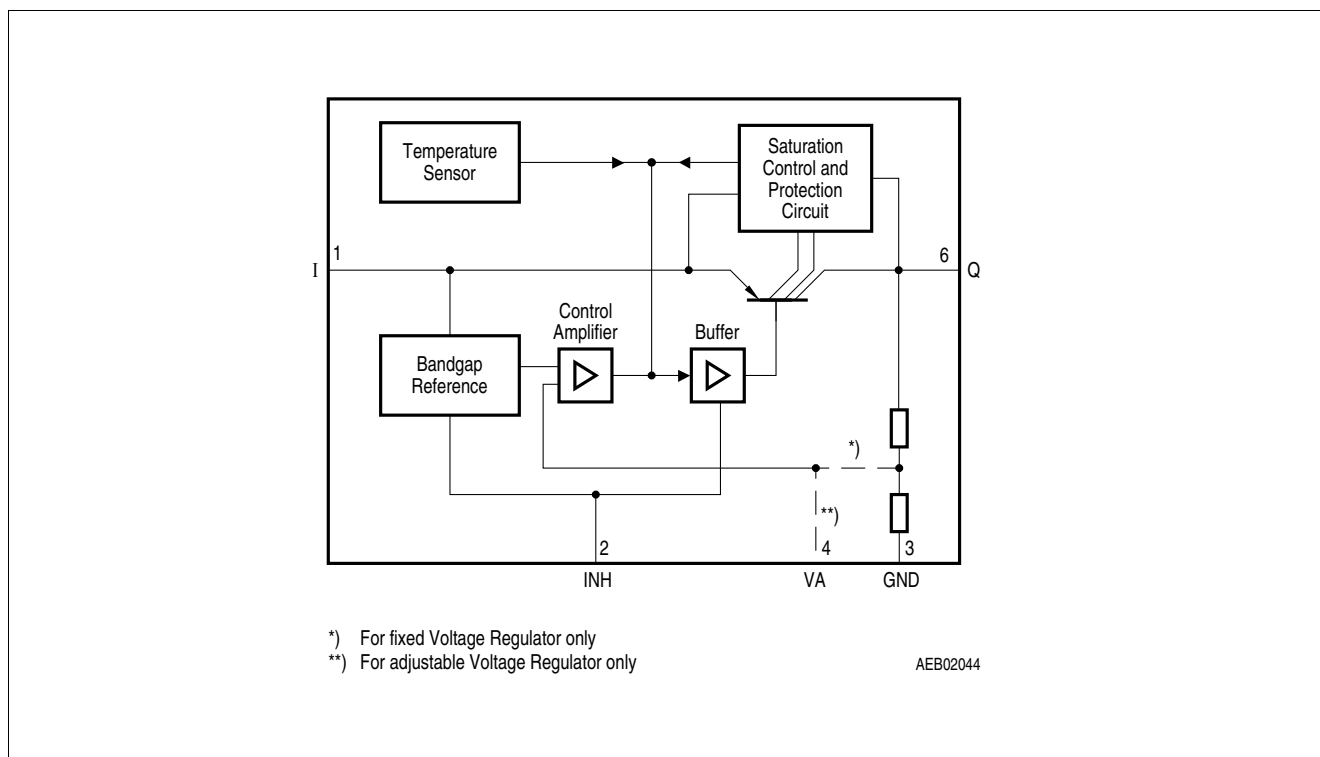 Temperature
Sensor
Saturation
Control and
Protection
Circuit
1
I
6
Q
Control
Amplifier
Buffer
Bandgap
Reference
*)
**)
2
4
3
INH
VA
GND
*) For fixed Voltage Regulator only
**) For adjustable Voltage Regulator only
AEB02044